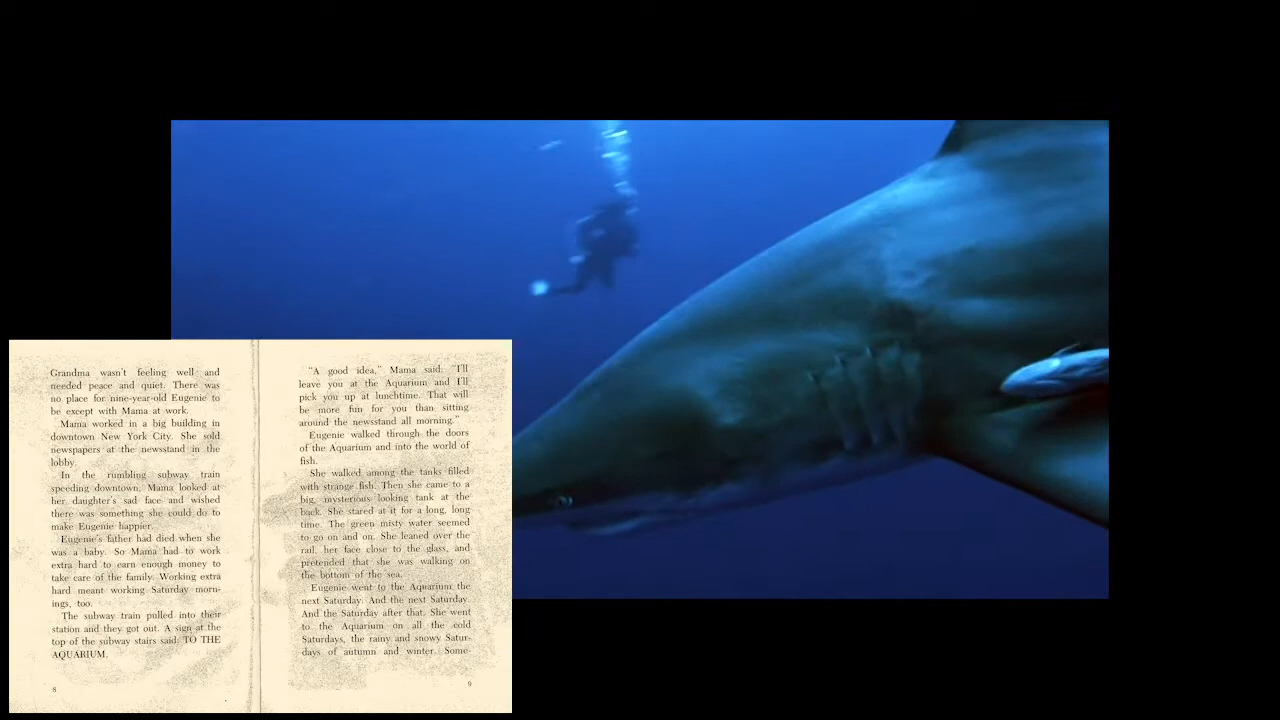 Grandma wasn't feeling well and
needed peace and quiet. There was
no place for nine-year-old Eugenie to
be except with Mama at work.
Mama worked in a big building in
downtown New York City. She sold
newspapers at the newsstand in the
lobby.
In the rumbling subway train
speeding downtown, Mama looked at
her daughter's sad face and wished
there was something she could do to
make Eugenie happier.
Eugenie's father had died when she
was a baby. So Mama had to work
extra hard to earn enough money to
take care of the family. Working extra
hard meant working Saturday morn-
ings, too.
The subway train pulled into their
station and they got out. A sign at the
top of the subway stairs said: TO THE
AQUARIUM.
8
"A good idea," Mama said. "I'll
leave you at the Aquarium and I'll
pick you up at lunchtime. That will
be more fun for you than sitting
around the newsstand all morning."
Eugenie walked through the doors
of the Aquarium and into the world of
fish.
She walked among the tanks filled
with strange fish. Then she came to a
big, mysterious looking tank at the
back. She stared at it for a long, long
time. The green misty water seemed
to go on and on. She leaned over the
rail, her face close to the glass, and
pretended that she was walking on
the bottom of the sea.
Eugenie went to the Aquarium the
next Saturday. And the next Saturday.
And the Saturday after that. She went
to the Aquarium on all the cold
Saturdays, the rainy and snowy Satur-
days of autumn and winter. Some-
9